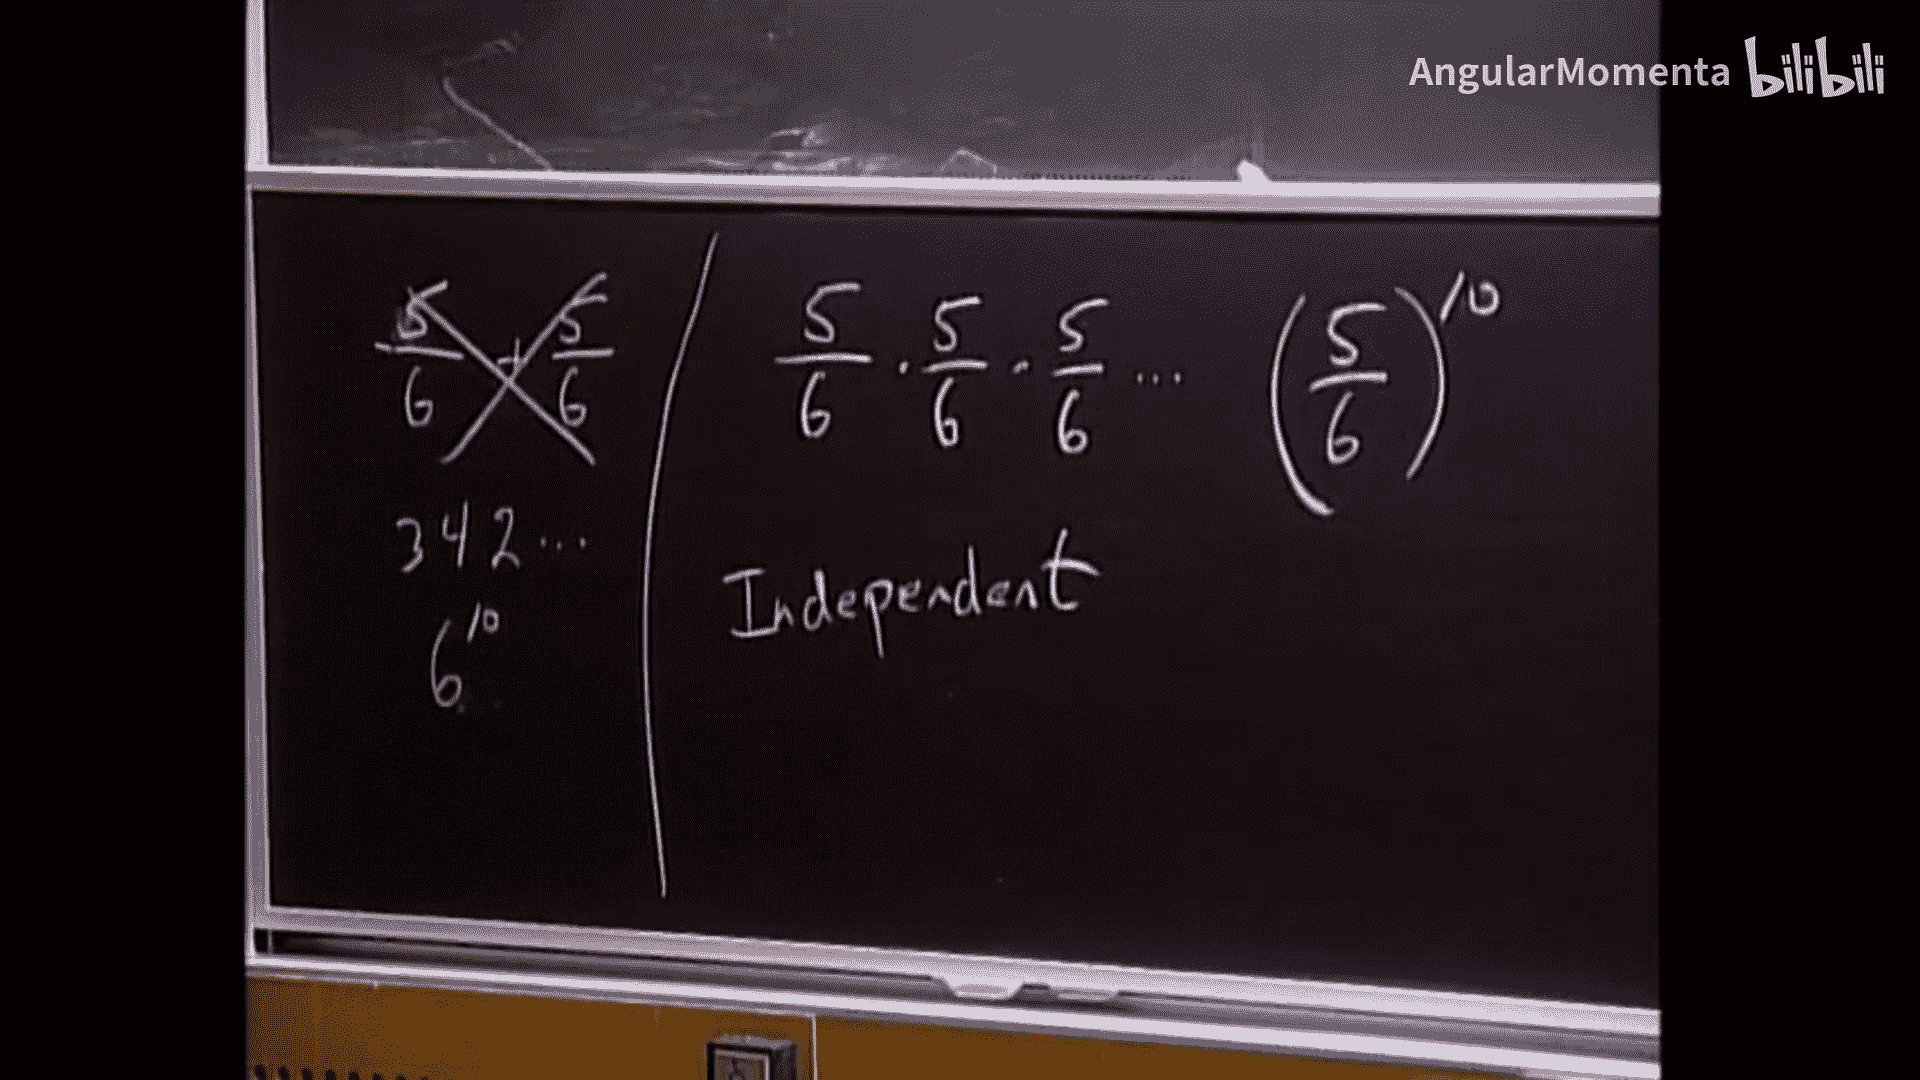 AngularMomenta bilibili
5/6 + 5/6
342...
6^10
5/6 · 5/6 · 5/6 ... (5/6)^10
Independent